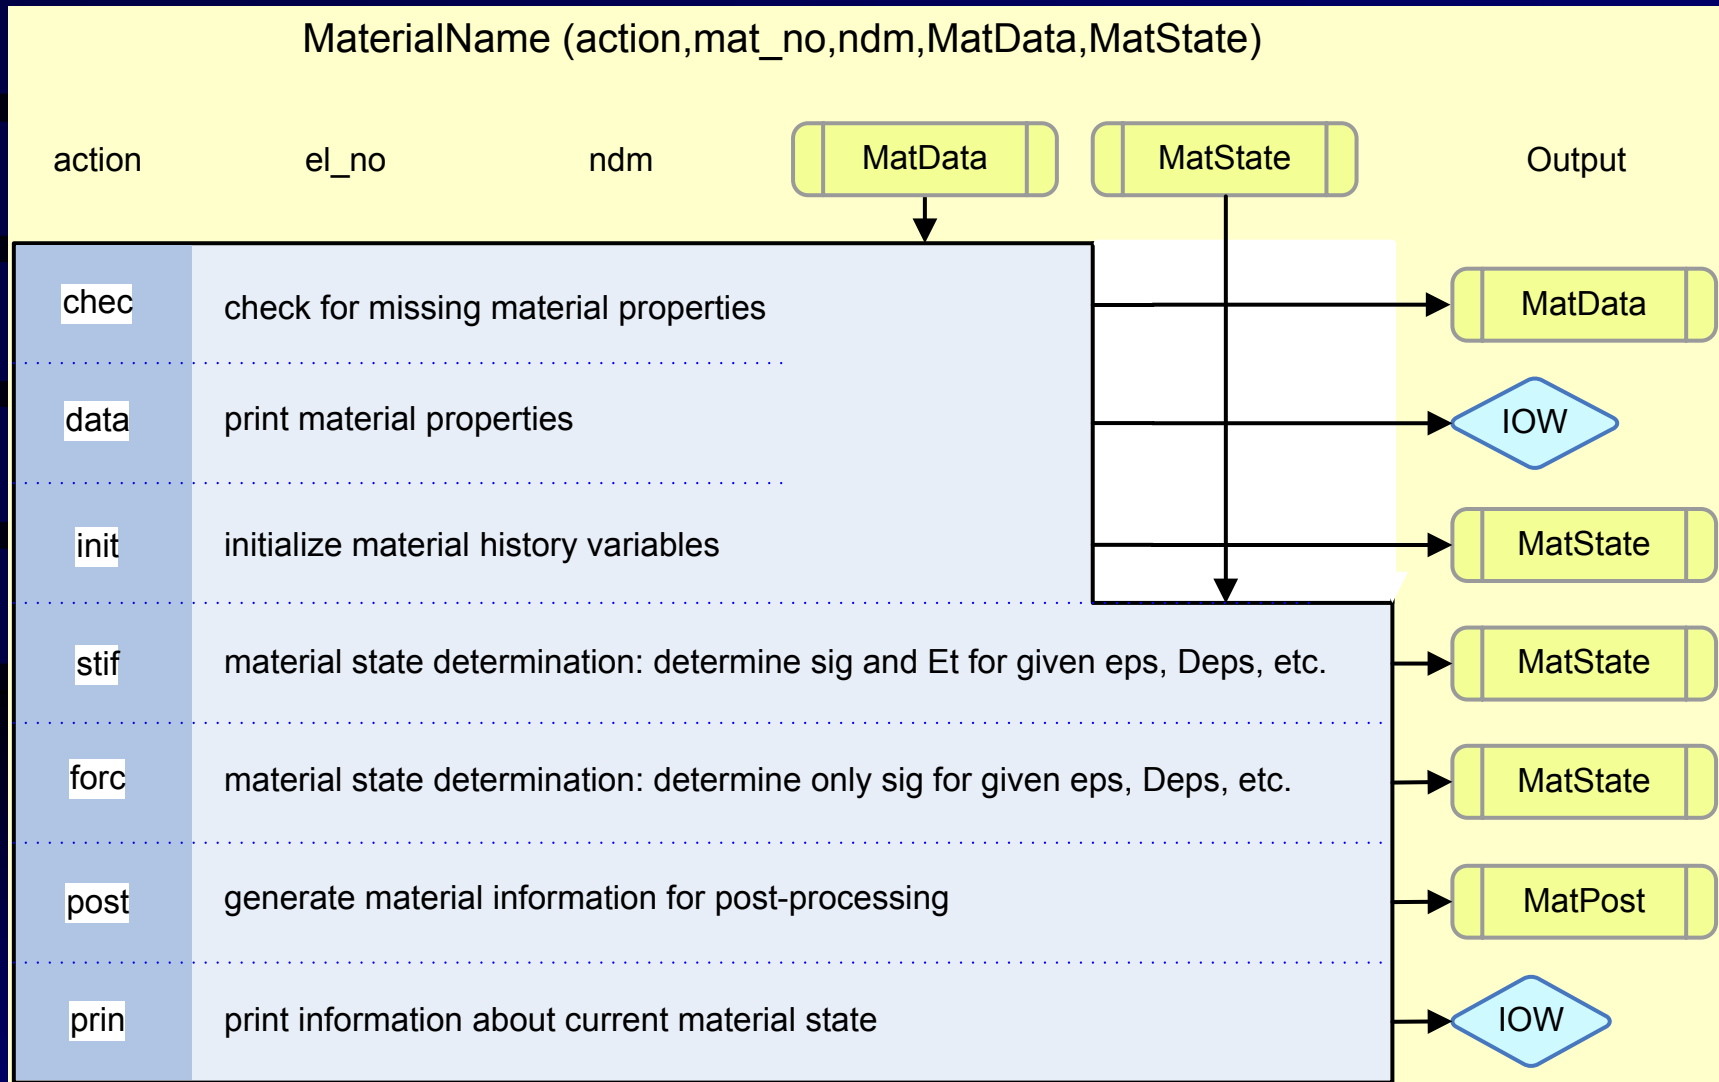 MaterialName (action,mat_no,ndm,MatData,MatState)
action el_no ndm MatData MatState Output
chec check for missing material properties MatData
data print material properties IOW
init initialize material history variables MatState
stif material state determination: determine sig and Et for given eps, Deps, etc. MatState
forc material state determination: determine only sig for given eps, Deps, etc. MatState
post generate material information for post-processing MatPost
prin print information about current material state IOW